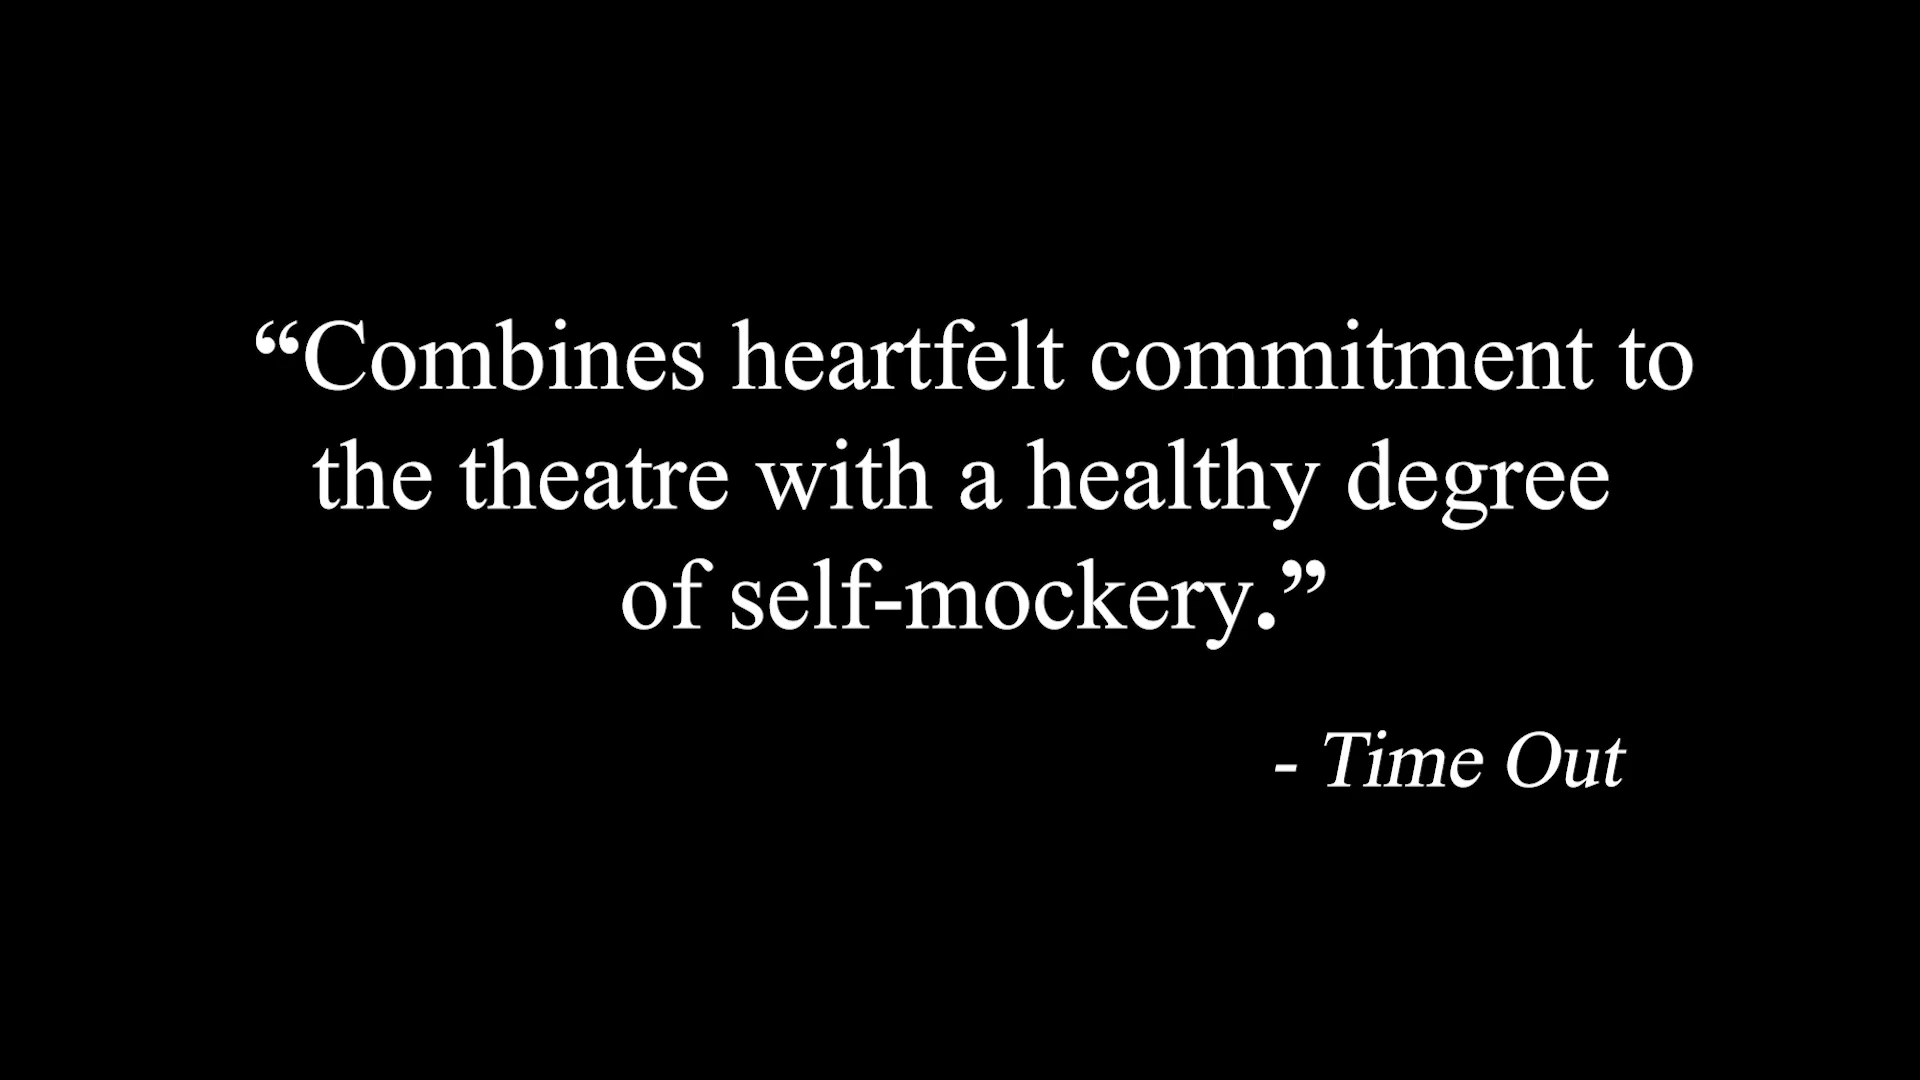 “Combines heartfelt commitment to
the theatre with a healthy degree
of self-mockery.”
- Time Out